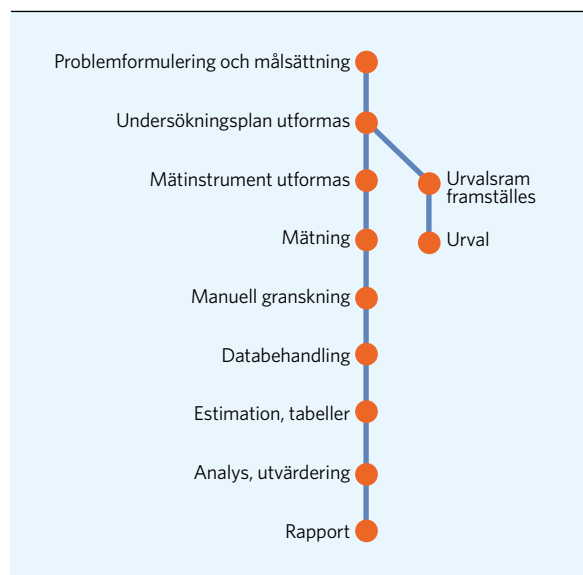 Problemformulering och målsättning
Undersökningsplan utformas
Mätinstrument utformas
Urvalsram
framställes
Mätning
Urval
Manuell granskning
Databehandling
Estimation, tabeller
Analys, utvärdering
Rapport